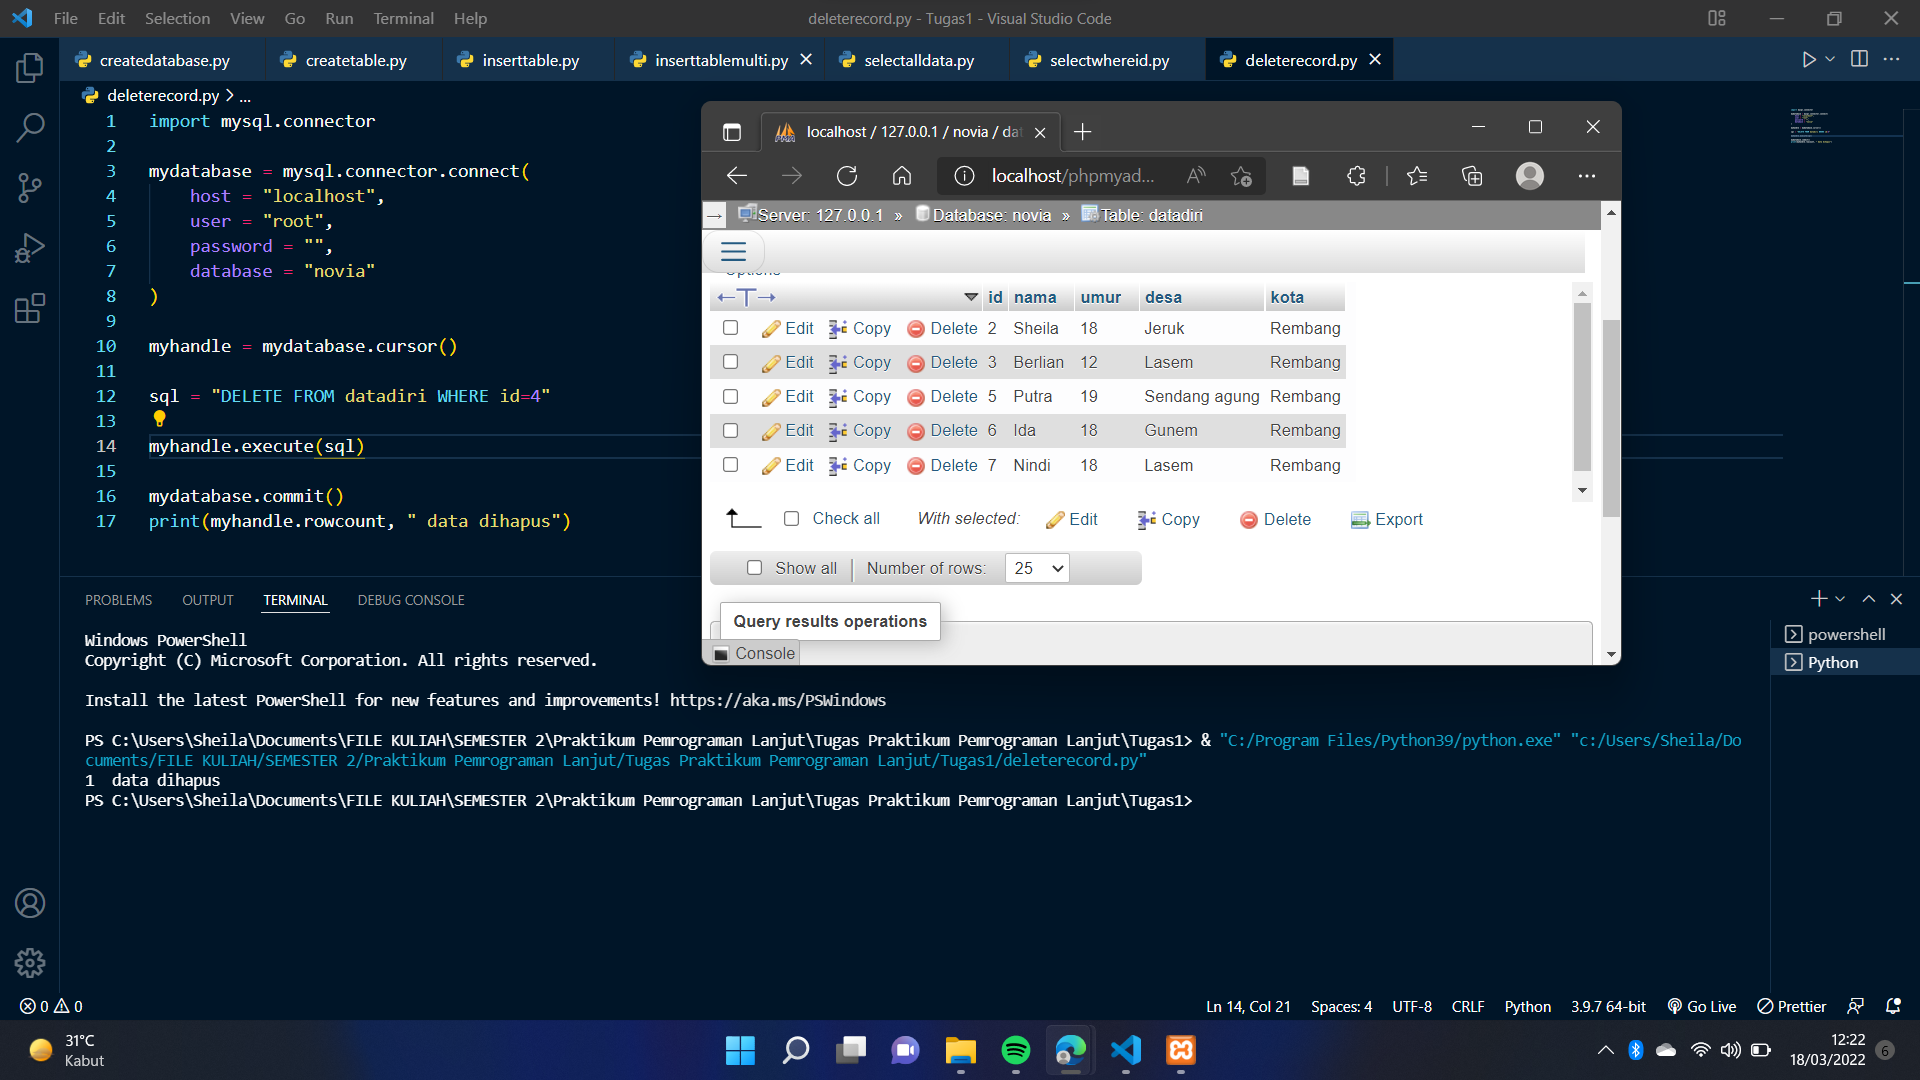 File Edit Selection View Go Run Terminal Help
deleterecord.py - Tugas1 - Visual Studio Code
createdatabase.py createtable.py inserttable.py inserttablemulti.py selectalldata.py selectwhereid.py deleterecord.py
deleterecord.py > ...
1 import mysql.connector
2
3 mydatabase = mysql.connector.connect(
4 host = "localhost",
5 user = "root",
6 password = "",
7 database = "novia"
8 )
9
10 myhandle = mydatabase.cursor()
11
12 sql = "DELETE FROM datadiri WHERE id=4"
13
14 myhandle.execute(sql)
15
16 mydatabase.commit()
17 print(myhandle.rowcount, " data dihapus")
localhost / 127.0.0.1 / novia / dat
localhost/phpmyad...
Server: 127.0.0.1 » Database: novia » Table: datadiri
Options
id nama umur desa kota
Edit Copy Delete 2 Sheila 18 Jeruk Rembang
Edit Copy Delete 3 Berlian 12 Lasem Rembang
Edit Copy Delete 5 Putra 19 Sendang agung Rembang
Edit Copy Delete 6 Ida 18 Gunem Rembang
Edit Copy Delete 7 Nindi 18 Lasem Rembang
Check all With selected: Edit Copy Delete Export
Show all Number of rows: 25
Query results operations
Console
PROBLEMS OUTPUT TERMINAL DEBUG CONSOLE
powershell
Python
Windows PowerShell
Copyright (C) Microsoft Corporation. All rights reserved.
Install the latest PowerShell for new features and improvements! https://aka.ms/PSWindows
PS C:\Users\Sheila\Documents\FILE KULIAH\SEMESTER 2\Praktikum Pemrograman Lanjut\Tugas Praktikum Pemrograman Lanjut\Tugas1> & "C:/Program Files/Python39/python.exe" "c:/Users/Sheila/Do
cuments/FILE KULIAH/SEMESTER 2/Praktikum Pemrograman Lanjut/Tugas Praktikum Pemrograman Lanjut/Tugas1/deleterecord.py"
1  data dihapus
PS C:\Users\Sheila\Documents\FILE KULIAH\SEMESTER 2\Praktikum Pemrograman Lanjut\Tugas Praktikum Pemrograman Lanjut\Tugas1>
0 0 Ln 14, Col 21 Spaces: 4 UTF-8 CRLF Python 3.9.7 64-bit Go Live Prettier
31°C
Kabut
12:22
18/03/2022
6